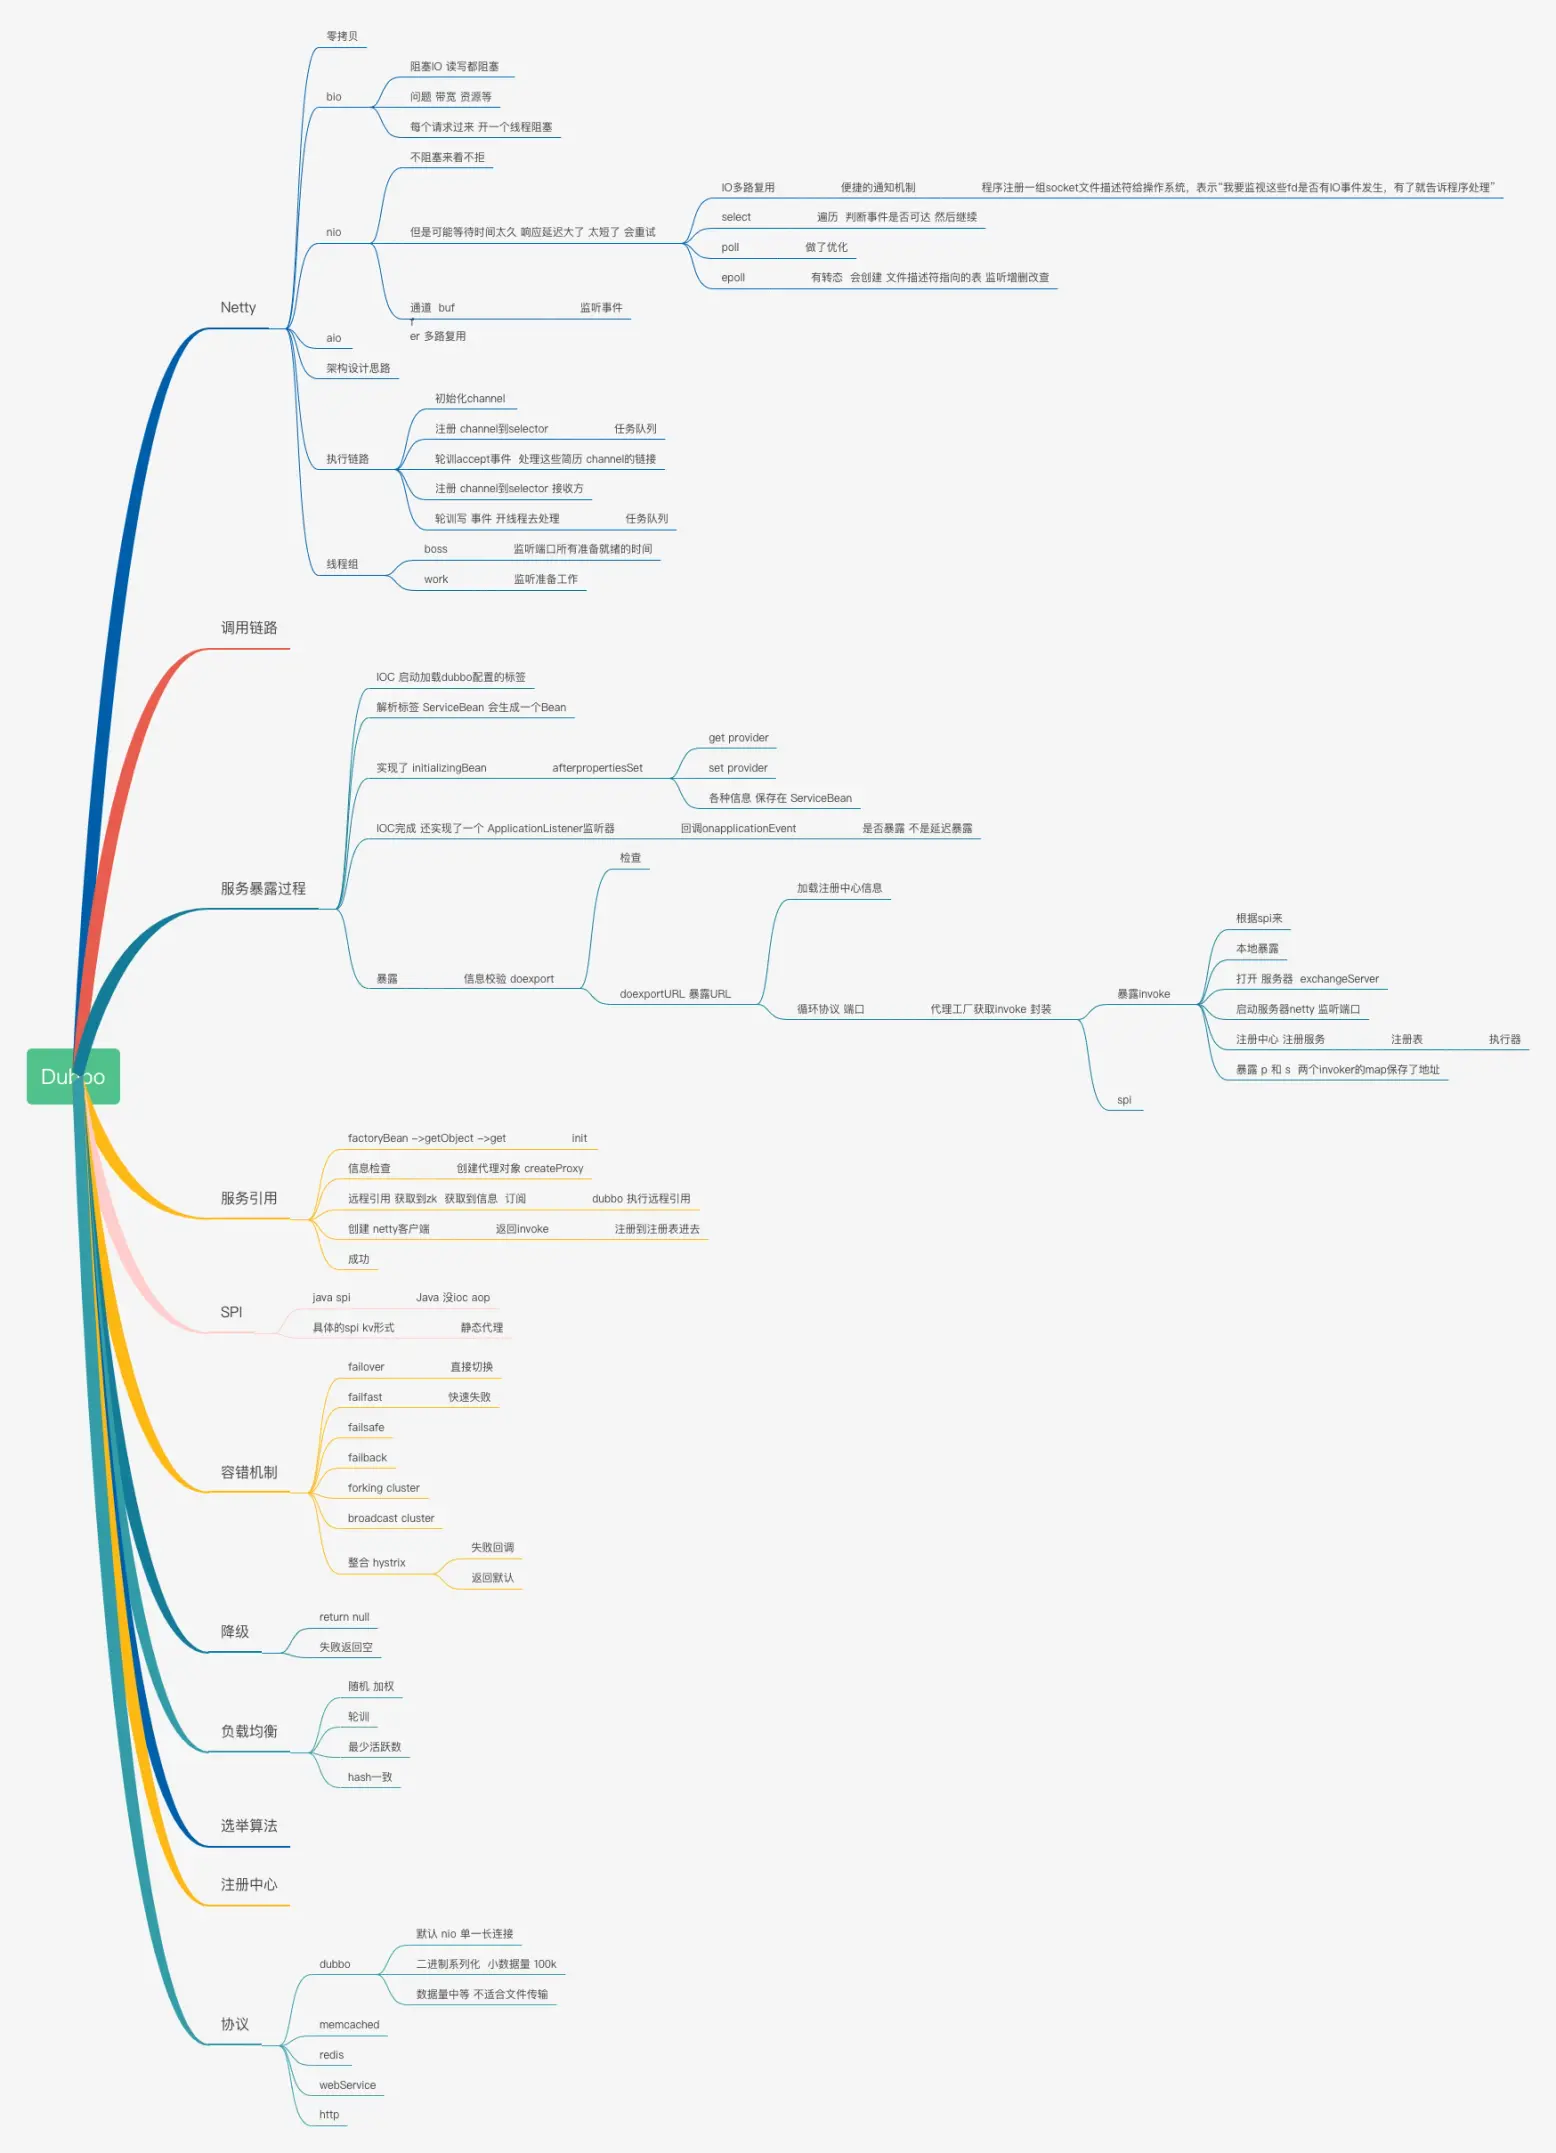 Dubbo
Netty
零拷贝
bio
阻塞IO 读写都阻塞
问题 带宽 资源等
每个请求过来 开一个线程阻塞
nio
不阻塞来着不拒
但是可能等待时间太久 响应延迟大了 太短了 会重试
IO多路复用
便捷的通知机制
程序注册一组socket文件描述符给操作系统，表示“我要监视这些fd是否有IO事件发生，有了就告诉程序处理”
select
遍历 判断事件是否可达 然后继续
poll
做了优化
epoll
有转态 会创建 文件描述符指向的表 监听增删改查
通道 buf
f
er 多路复用
监听事件
aio
架构设计思路
执行链路
初始化channel
注册 channel到selector
任务队列
轮训accept事件 处理这些简历 channel的链接
注册 channel到selector 接收方
轮训写 事件 开线程去处理
任务队列
线程组
boss
监听端口所有准备就绪的时间
work
监听准备工作
调用链路
服务暴露过程
IOC 启动加载dubbo配置的标签
解析标签 ServiceBean 会生成一个Bean
实现了 initializingBean
afterpropertiesSet
get provider
set provider
各种信息 保存在 ServiceBean
IOC完成 还实现了一个 ApplicationListener监听器
回调onapplicationEvent
是否暴露 不是延迟暴露
暴露
信息校验 doexport
检查
doexportURL 暴露URL
加载注册中心信息
循环协议 端口
代理工厂获取invoke 封装
暴露invoke
根据spi来
本地暴露
打开 服务器 exchangeServer
启动服务器netty 监听端口
注册中心 注册服务
注册表
执行器
暴露 p 和 s 两个invoker的map保存了地址
spi
服务引用
factoryBean –>getObject –>get
init
信息检查
创建代理对象 createProxy
远程引用 获取到zk 获取到信息 订阅
dubbo 执行远程引用
创建 netty客户端
返回invoke
注册到注册表进去
成功
SPI
java spi
Java 没ioc aop
具体的spi kv形式
静态代理
容错机制
failover
直接切换
failfast
快速失败
failsafe
failback
forking cluster
broadcast cluster
整合 hystrix
失败回调
返回默认
降级
return null
失败返回空
负载均衡
随机 加权
轮训
最少活跃数
hash一致
选举算法
注册中心
协议
dubbo
默认 nio 单一长连接
二进制系列化 小数据量 100k
数据量中等 不适合文件传输
memcached
redis
webService
http